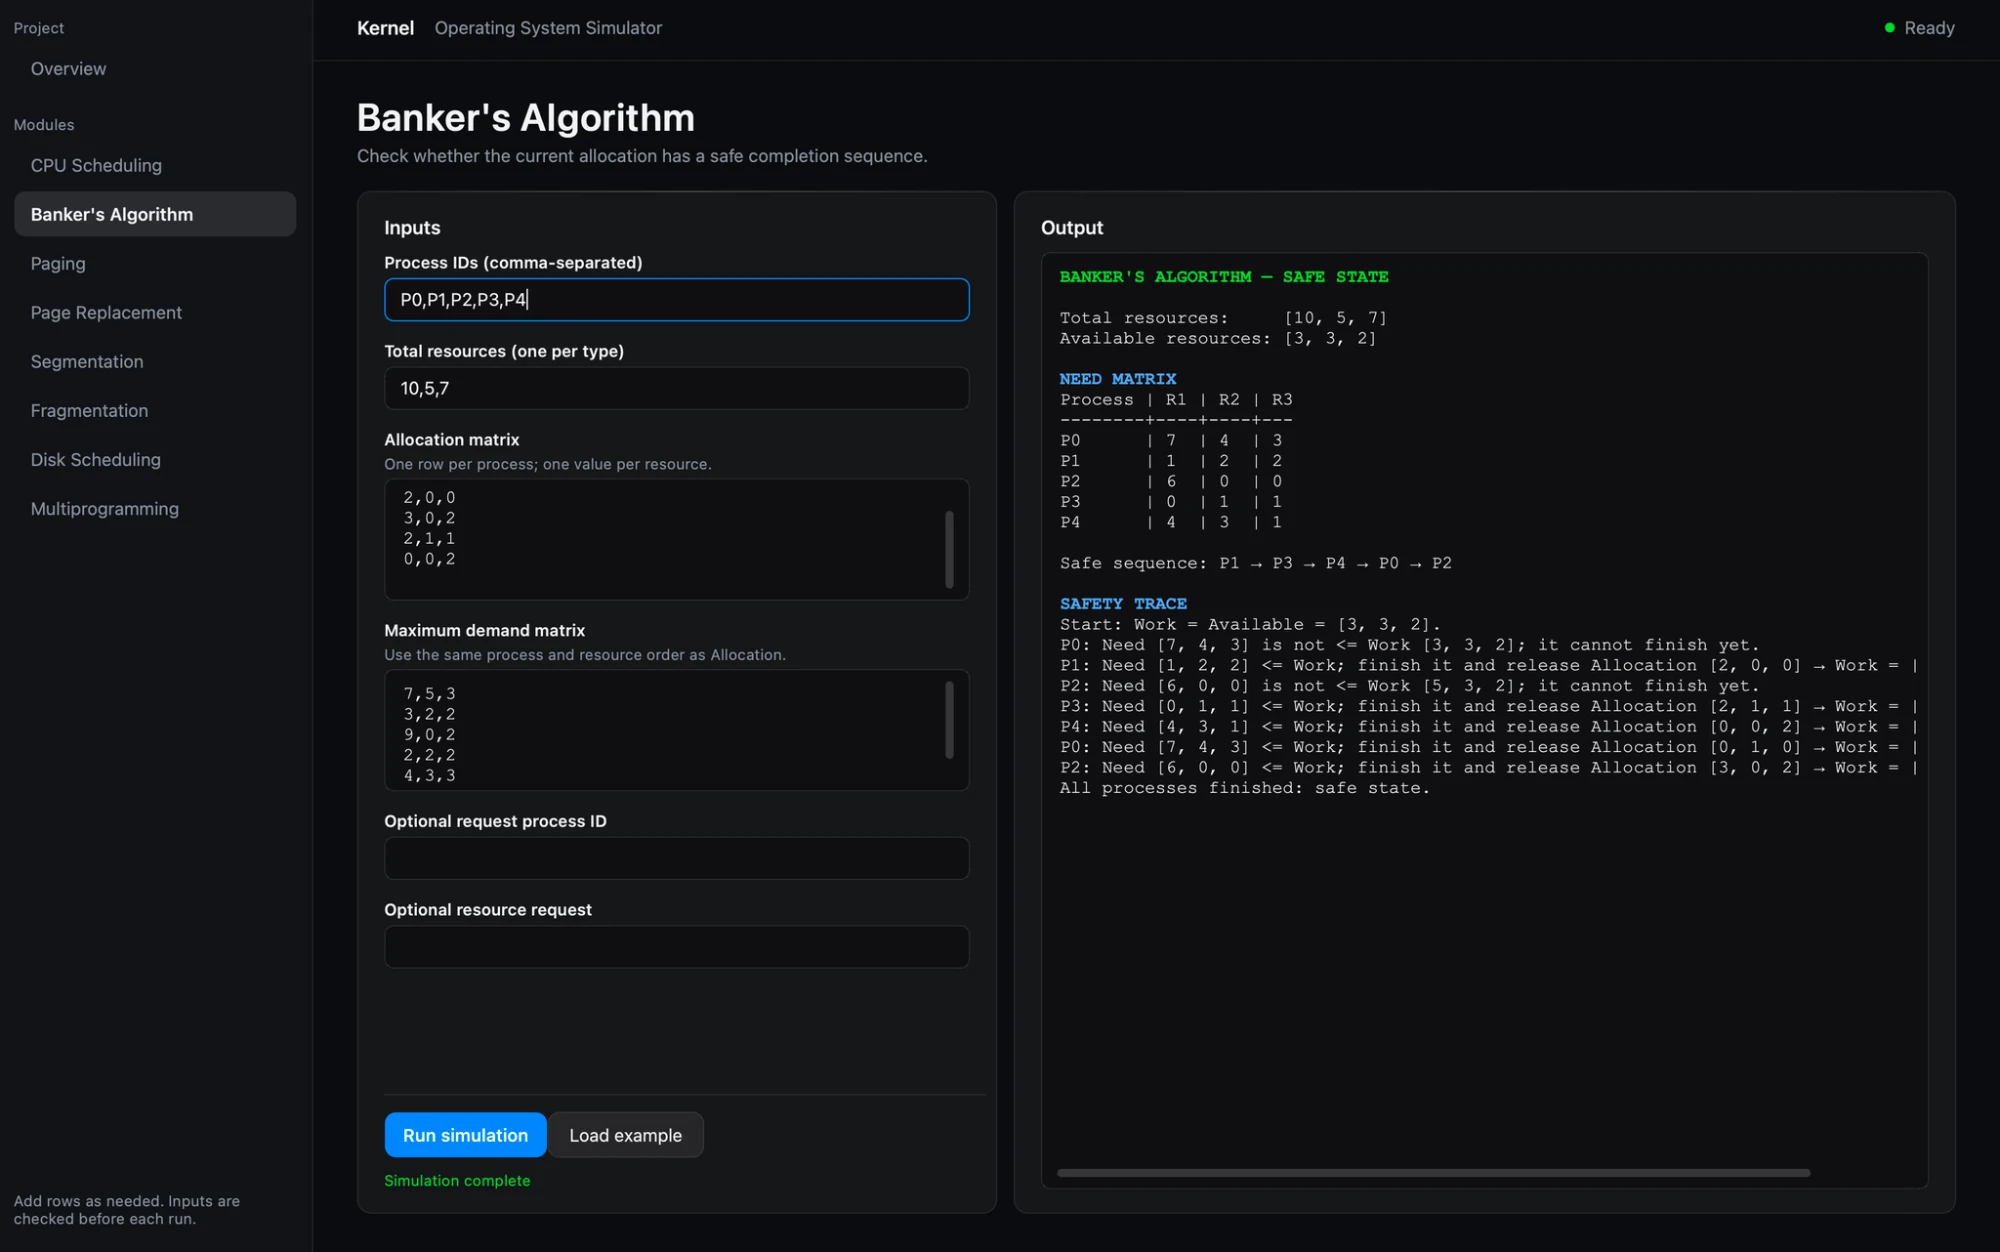 Project
Overview
Modules
CPU Scheduling
Banker's Algorithm
Paging
Page Replacement
Segmentation
Fragmentation
Disk Scheduling
Multiprogramming
Add rows as needed. Inputs are
checked before each run.
Kernel Operating System Simulator
Ready
Banker's Algorithm
Check whether the current allocation has a safe completion sequence.
Inputs
Process IDs (comma-separated)
P0,P1,P2,P3,P4
Total resources (one per type)
10,5,7
Allocation matrix
One row per process; one value per resource.
2,0,0
3,0,2
2,1,1
0,0,2
Maximum demand matrix
Use the same process and resource order as Allocation.
7,5,3
3,2,2
9,0,2
2,2,2
4,3,3
Optional request process ID
Optional resource request
Run simulation
Load example
Simulation complete
Output
BANKER'S ALGORITHM — SAFE STATE
Total resources: [10, 5, 7]
Available resources: [3, 3, 2]
NEED MATRIX
Process | R1 | R2 | R3
--------+----+----+---
P0 | 7 | 4 | 3
P1 | 1 | 2 | 2
P2 | 6 | 0 | 0
P3 | 0 | 1 | 1
P4 | 4 | 3 | 1
Safe sequence: P1 → P3 → P4 → P0 → P2
SAFETY TRACE
Start: Work = Available = [3, 3, 2].
P0: Need [7, 4, 3] is not <= Work [3, 3, 2]; it cannot finish yet.
P1: Need [1, 2, 2] <= Work; finish it and release Allocation [2, 0, 0] → Work = [
P2: Need [6, 0, 0] is not <= Work [5, 3, 2]; it cannot finish yet.
P3: Need [0, 1, 1] <= Work; finish it and release Allocation [2, 1, 1] → Work = [
P4: Need [4, 3, 1] <= Work; finish it and release Allocation [0, 0, 2] → Work = [
P0: Need [7, 4, 3] <= Work; finish it and release Allocation [0, 1, 0] → Work = [
P2: Need [6, 0, 0] <= Work; finish it and release Allocation [3, 0, 2] → Work = [
All processes finished: safe state.